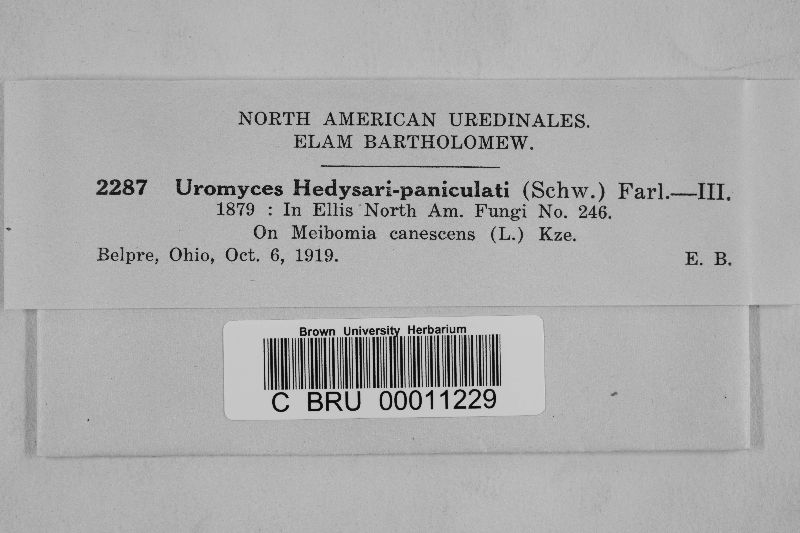 NORTH AMERICAN UREDINALES.
ELAM BARTHOLOMEW.
2287 Uromyces Hedysari-paniculati (Schw.) Farl.—III.
1879 : In Ellis North Am. Fungi No. 246.
On Meibomia canescens (L.) Kze.
Belpre, Ohio, Oct. 6, 1919. E. B.
Brown University Herbarium
C BRU 00011229